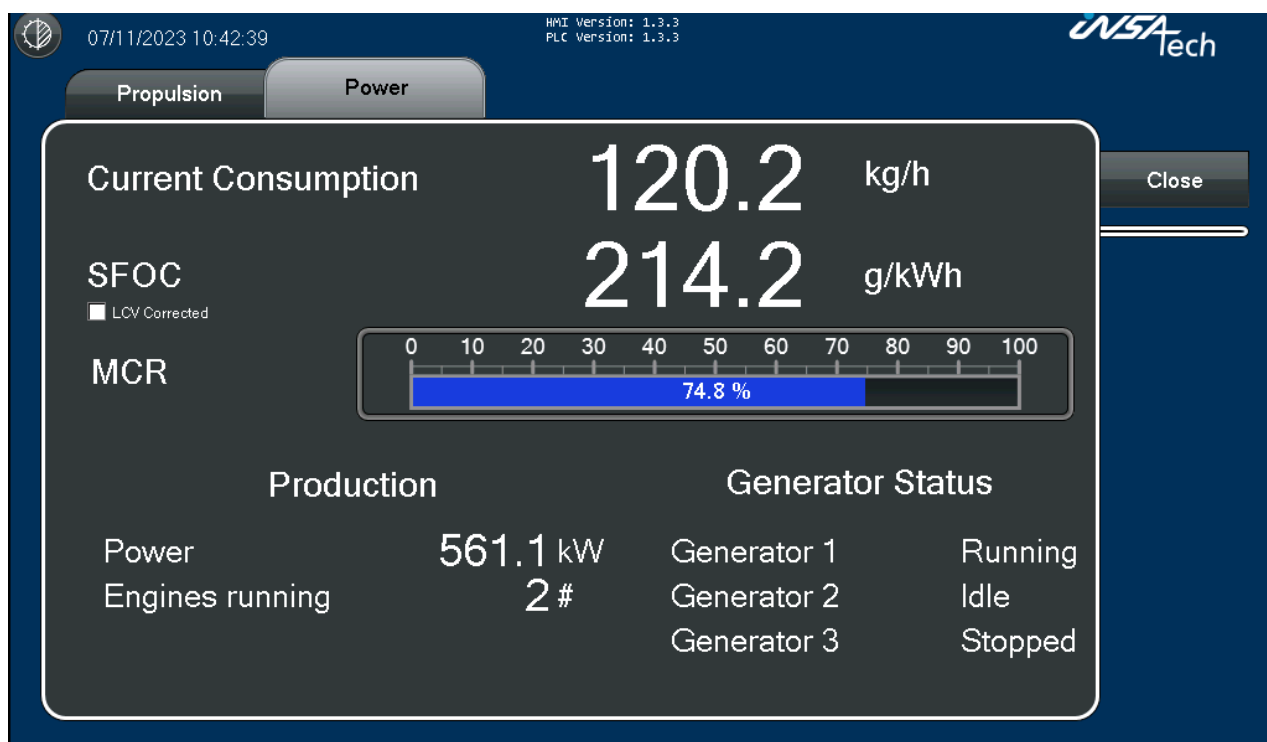 07/11/2023 10:42:39
HMI Version: 1.3.3
PLC Version: 1.3.3
iNSA Tech
Propulsion
Power
Current Consumption 120.2 kg/h
Close
SFOC 214.2 g/kWh
LCV Corrected
0 10 20 30 40 50 60 70 80 90 100
MCR
74.8 %
Production
Generator Status
Power 561.1 kW
Generator 1 Running
Engines running 2 #
Generator 2 Idle
Generator 3 Stopped